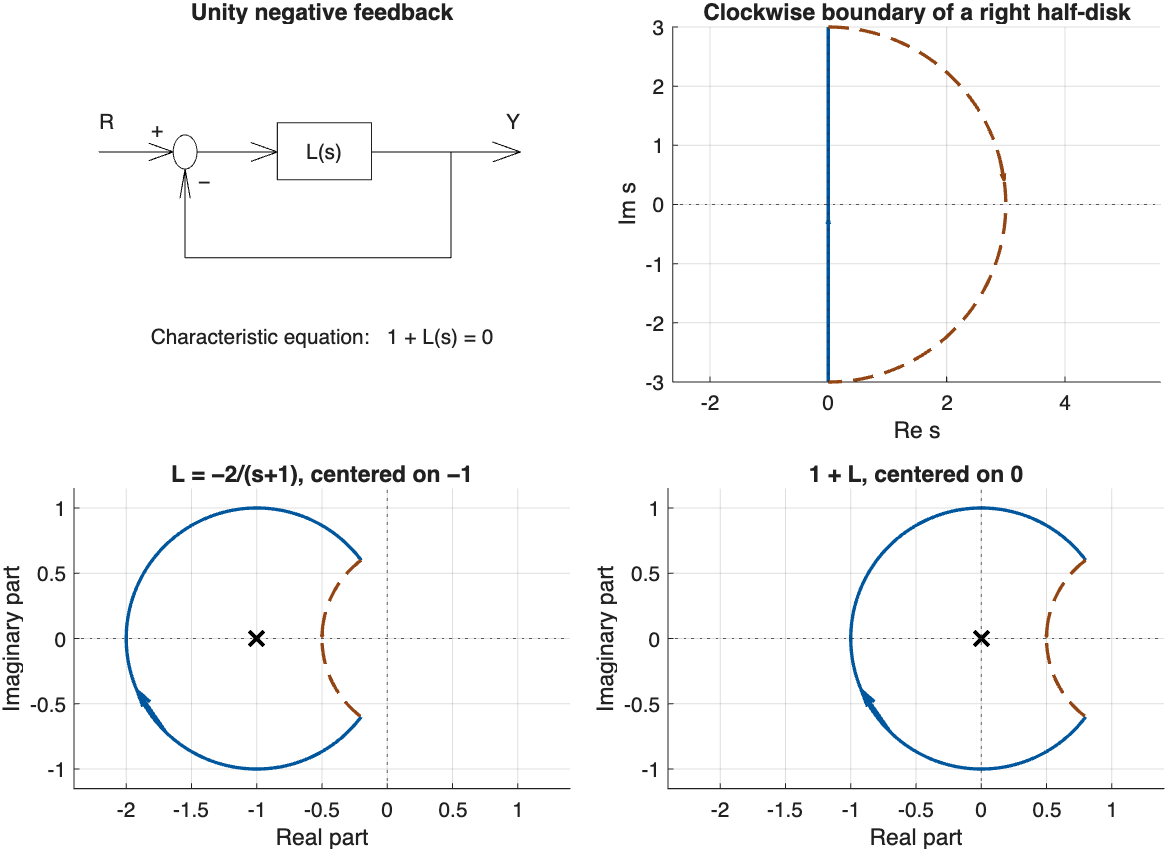 Unity negative feedback
R
+
−
L(s)
Y
Characteristic equation: 1 + L(s) = 0
Clockwise boundary of a right half-disk
3
2
1
0
-1
-2
-3
Im s
-2
0
2
4
Re s
L = −2/(s+1), centered on −1
1
0.5
0
-0.5
-1
Imaginary part
-2
-1.5
-1
-0.5
0
0.5
1
Real part
1 + L, centered on 0
1
0.5
0
-0.5
-1
Imaginary part
-2
-1.5
-1
-0.5
0
0.5
1
Real part